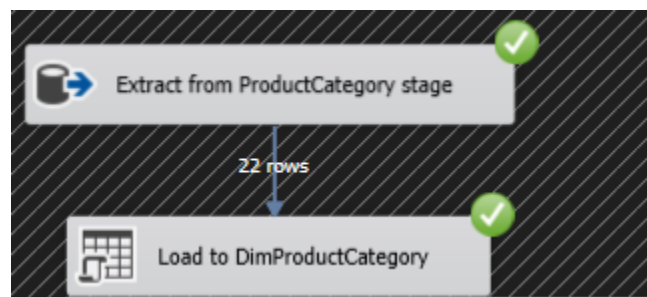 Extract from ProductCategory stage
22 rows
Load to DimProductCategory